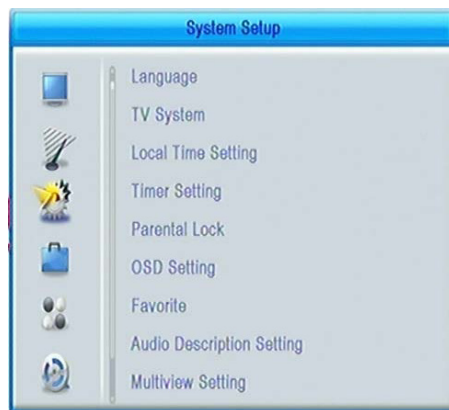 System Setup
Language
TV System
Local Time Setting
Timer Setting
Parental Lock
OSD Setting
Favorite
Audio Description Setting
Multiview Setting